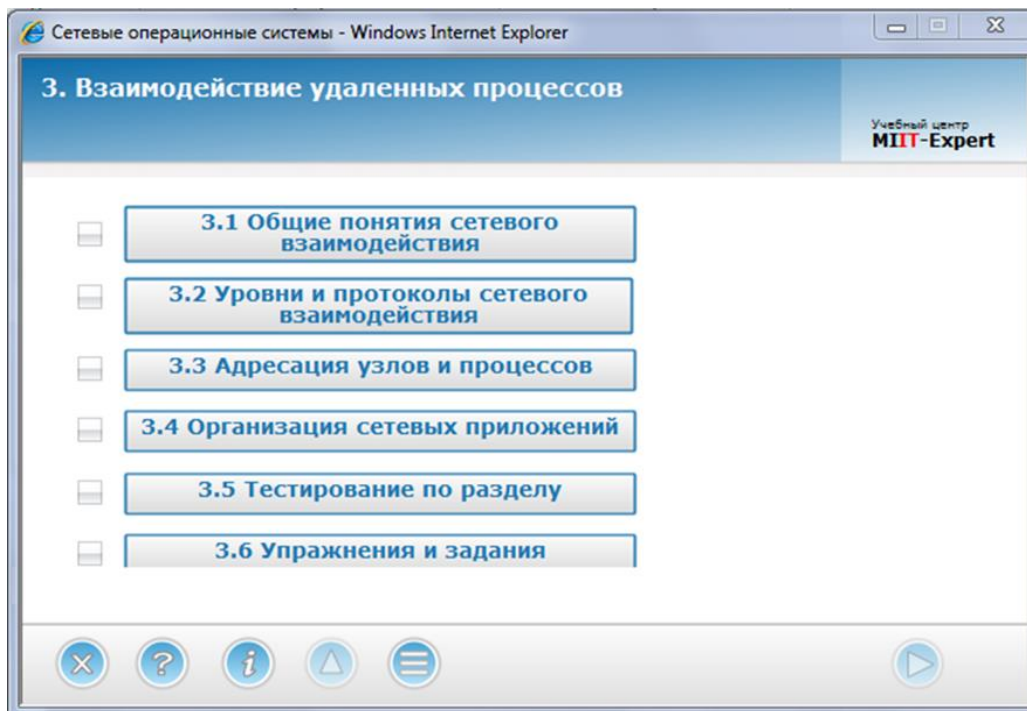 Сетевые операционные системы - Windows Internet Explorer
3. Взаимодействие удаленных процессов
Учебный центр
MIIT-Expert
3.1 Общие понятия сетевого
взаимодействия
3.2 Уровни и протоколы сетевого
взаимодействия
3.3 Адресация узлов и процессов
3.4 Организация сетевых приложений
3.5 Тестирование по разделу
3.6 Упражнения и задания